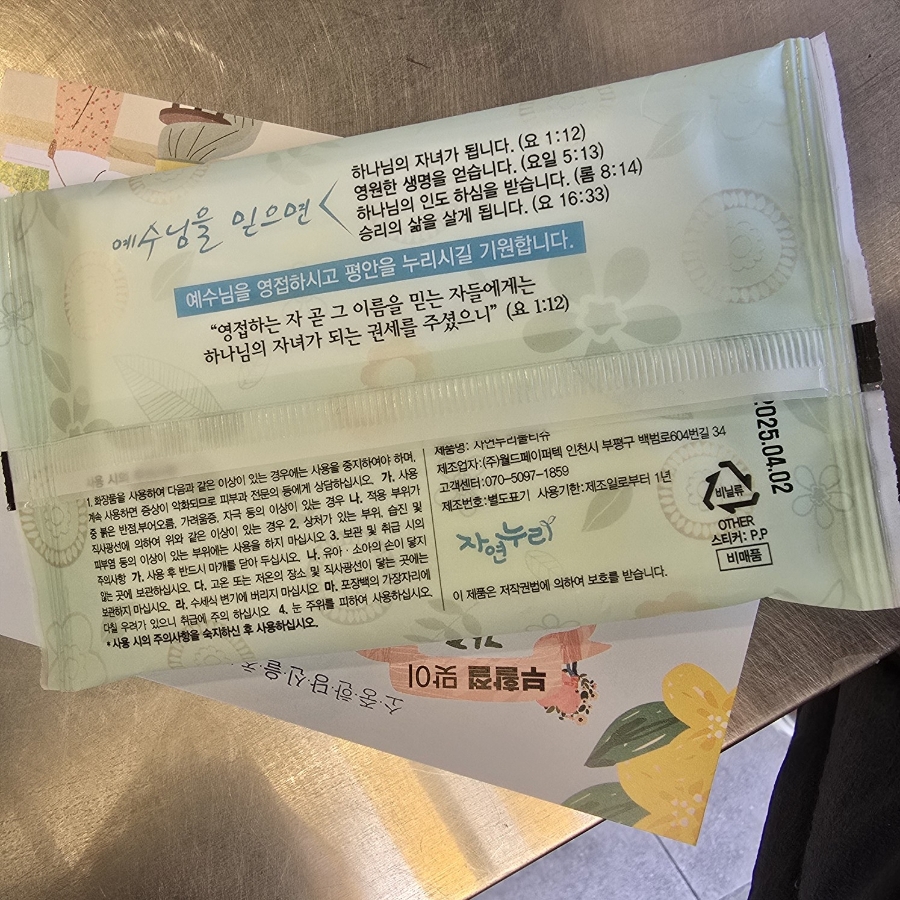 예수님을 믿으면
하나님의 자녀가 됩니다. (요 1:12)
영원한 생명을 얻습니다. (요일 5:13)
하나님의 인도 하심을 받습니다. (롬 8:14)
승리의 삶을 살게 됩니다. (요 16:33)
예수님을 영접하시고 평안을 누리시길 기원합니다.
“영접하는 자 곧 그 이름을 믿는 자들에게는
하나님의 자녀가 되는 권세를 주셨으니” (요 1:12)
사용 시의
1. 화장품을 사용하여 다음과 같은 이상이 있는 경우에는 사용을 중지하여야 하며,
계속 사용하면 증상이 악화되므로 피부과 전문의 등에게 상담하십시오. 가. 사용
중 붉은 반점,부어오름, 가려움증, 자극 등의 이상이 있는 경우 나. 적용 부위가
직사광선에 의하여 위와 같은 이상이 있는 경우 2. 상처가 있는 부위, 습진 및
피부염 등의 이상이 있는 부위에는 사용을 하지 마십시오 3. 보관 및 취급 시의
주의사항 가. 사용 후 반드시 마개를 닫아 두십시오. 나. 유아·소아의 손이 닿지
않는 곳에 보관하십시오. 다. 고온 또는 저온의 장소 및 직사광선이 닿는 곳에는
보관하지 마십시오. 라. 수세식 변기에 버리지 마십시오 마. 포장백의 가장자리에
다칠 우려가 있으니 취급에 주의 하십시오 4. 눈 주위를 피하여 사용하십시오.
*사용 시의 주의사항을 숙지하신 후 사용하십시오.
제품명: 자연누리물티슈
제조업자:(주)월드페이퍼텍 인천시 부평구 백범로604번길 34
고객센터:070-5097-1859
제조번호:별도표기 사용기한:제조일로부터 1년
자연누리
이 제품은 저작권법에 의하여 보호를 받습니다.
2025.04.02
비닐류
OTHER
스티커: P.P
비매품
부활절 맞이
소·중·한·당·신·을